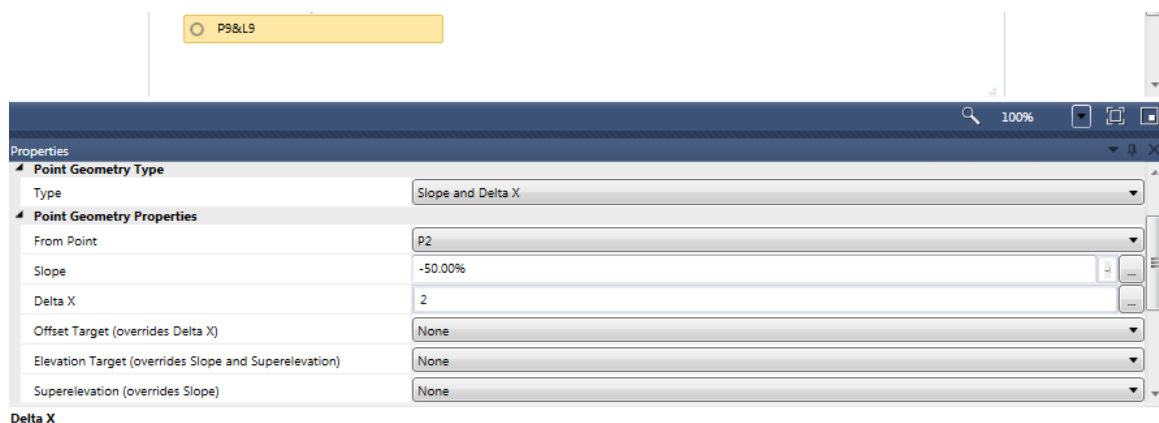 P9&L9
100%
Properties
Point Geometry Type
Type Slope and Delta X
Point Geometry Properties
From Point P2
Slope -50.00% ...
Delta X 2 ...
Offset Target (overrides Delta X) None
Elevation Target (overrides Slope and Superelevation) None
Superelevation (overrides Slope) None
Delta X